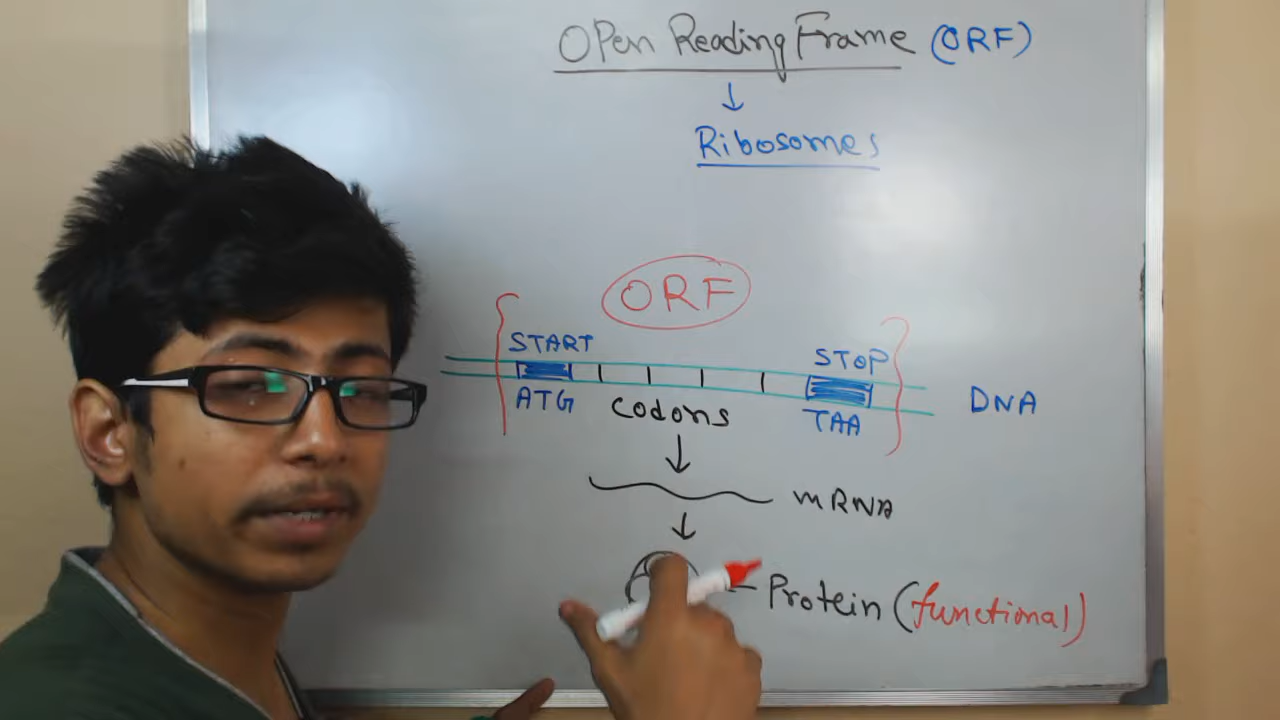 OPen Reading Frame (ORF)
Ribosomes
ORF
START
STOP
ATG
codons
TAA
DNA
mRNA
Protein (functional)